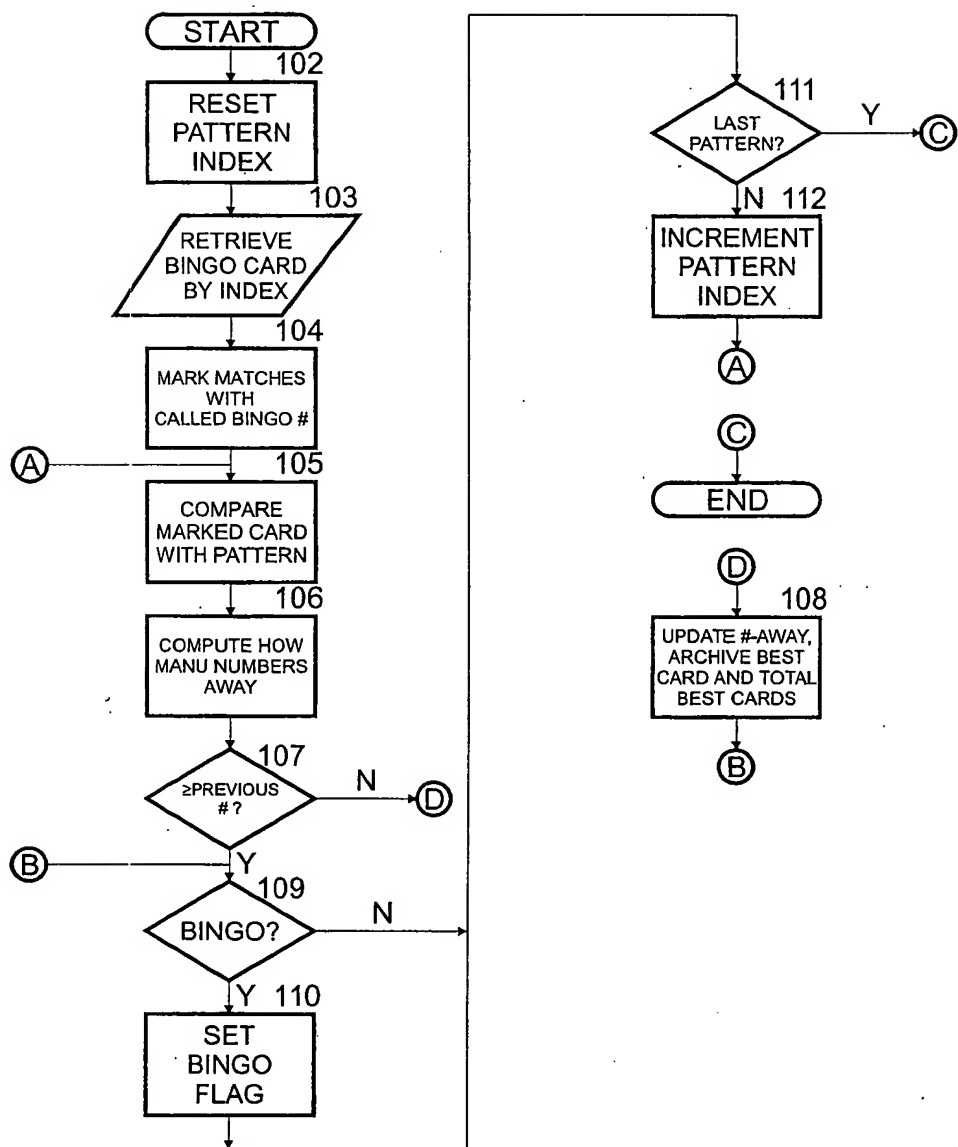 START
102
RESET
PATTERN
INDEX
103
RETRIEVE
BINGO CARD
BY INDEX
104
MARK MATCHES
WITH
CALLED BINGO #
A
105
COMPARE
MARKED CARD
WITH PATTERN
106
COMPUTE HOW
MANU NUMBERS
AWAY
107
≥PREVIOUS
# ?
N
D
B
Y
109
BINGO?
N
Y
110
SET
BINGO
FLAG
111
LAST
PATTERN?
Y
C
N
112
INCREMENT
PATTERN
INDEX
A
C
END
D
108
UPDATE #-AWAY,
ARCHIVE BEST
CARD AND TOTAL
BEST CARDS
B